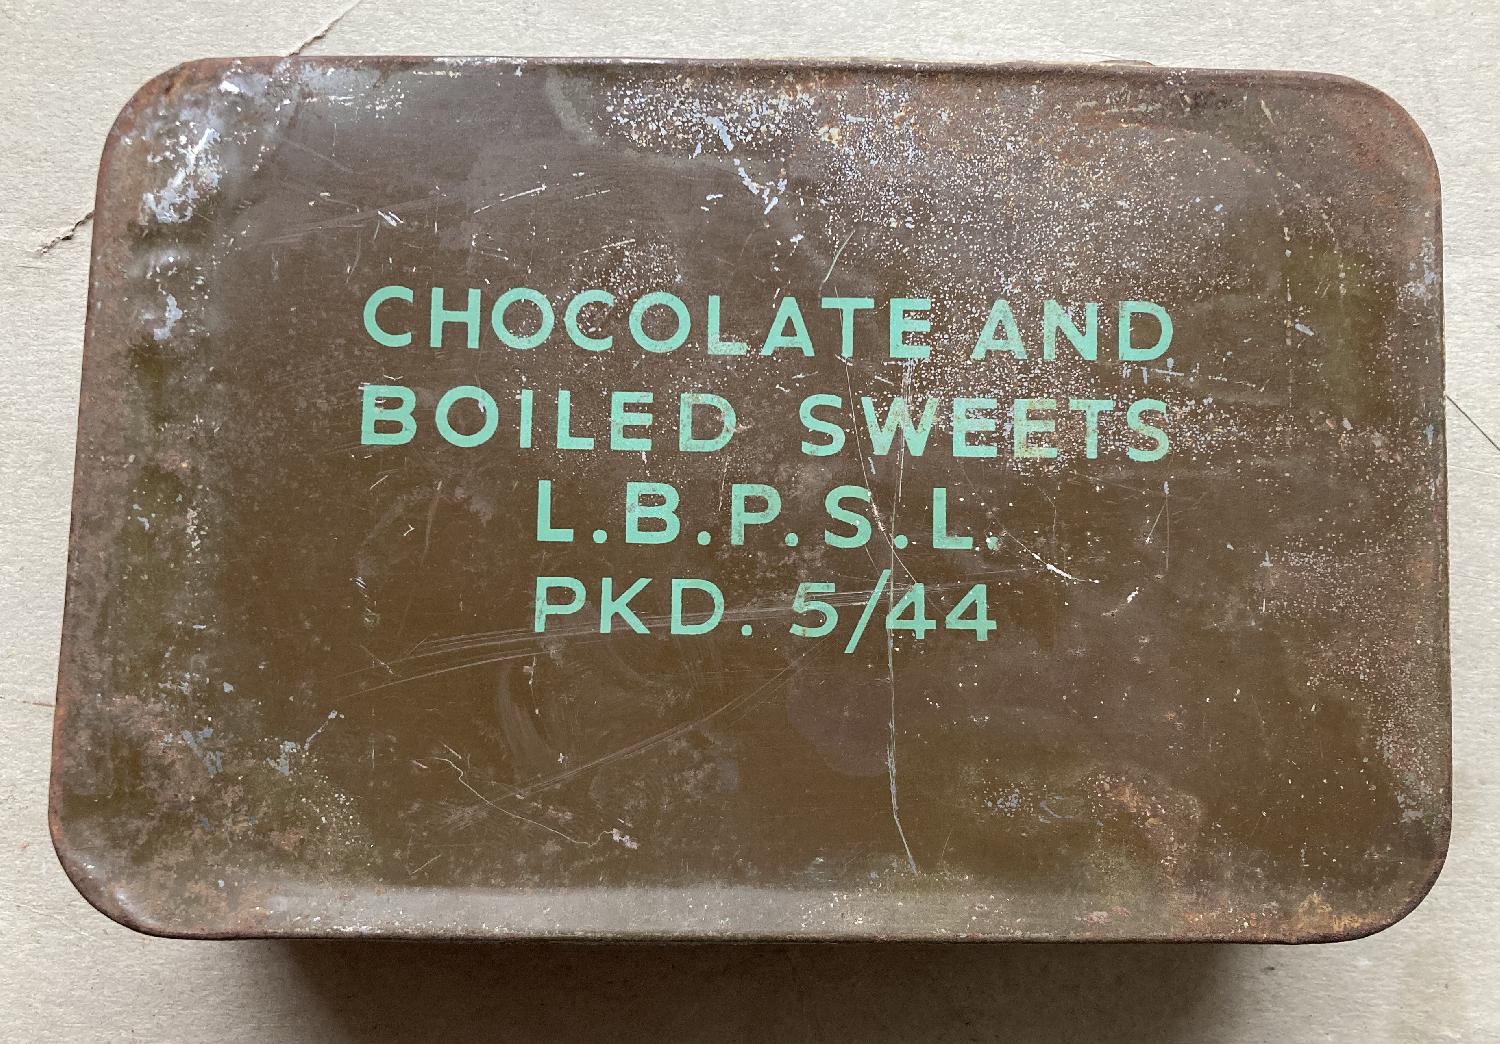 CHOCOLATE AND
BOILED SWEETS
L.B.P.S.L.
PKD. 5/44